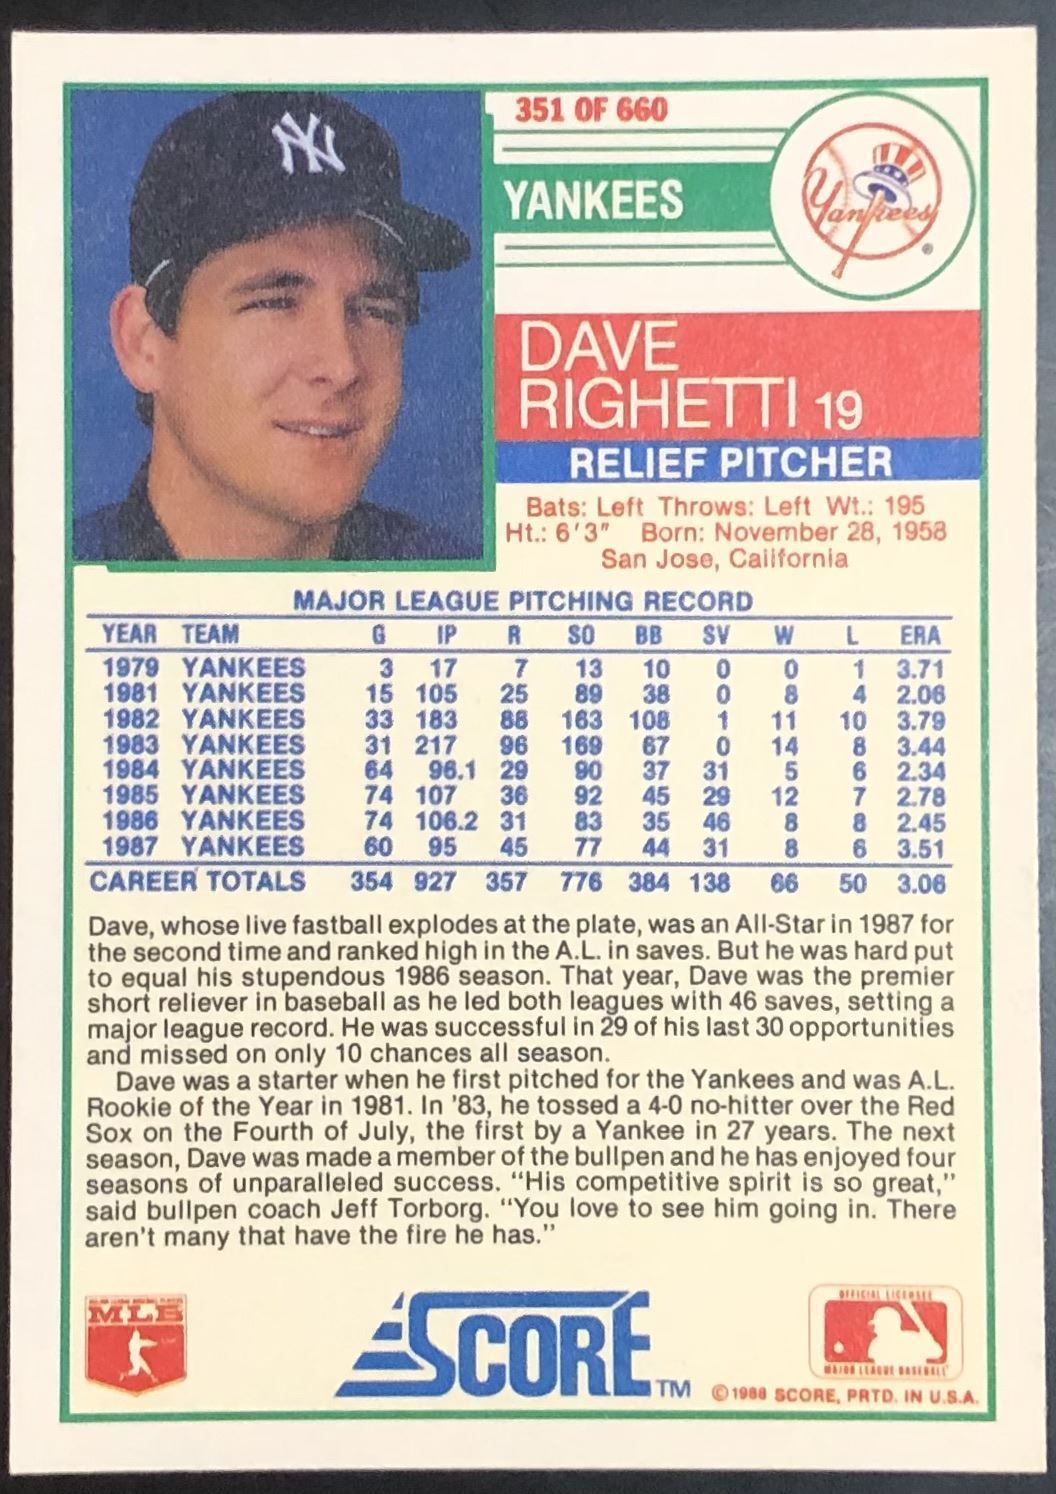 351 OF 660
YANKEES
Yankees
®
NY
DAVE
RIGHETTI 19
RELIEF PITCHER
Bats: Left Throws: Left Wt.: 195
Ht.: 6'3" Born: November 28, 1958
San Jose, California
MAJOR LEAGUE PITCHING RECORD
YEAR TEAM G IP R SO BB SV W L ERA
1979 YANKEES 3 17 7 13 10 0 0 1 3.71
1981 YANKEES 15 105 25 89 38 0 8 4 2.06
1982 YANKEES 33 183 88 163 108 1 11 10 3.79
1983 YANKEES 31 217 96 169 67 0 14 8 3.44
1984 YANKEES 64 96.1 29 90 37 31 5 6 2.34
1985 YANKEES 74 107 36 92 45 29 12 7 2.78
1986 YANKEES 74 106.2 31 83 35 46 8 8 2.45
1987 YANKEES 60 95 45 77 44 31 8 6 3.51
CAREER TOTALS 354 927 357 776 384 138 66 50 3.06
Dave, whose live fastball explodes at the plate, was an All-Star in 1987 for
the second time and ranked high in the A.L. in saves. But he was hard put
to equal his stupendous 1986 season. That year, Dave was the premier
short reliever in baseball as he led both leagues with 46 saves, setting a
major league record. He was successful in 29 of his last 30 opportunities
and missed on only 10 chances all season.
Dave was a starter when he first pitched for the Yankees and was A.L.
Rookie of the Year in 1981. In '83, he tossed a 4-0 no-hitter over the Red
Sox on the Fourth of July, the first by a Yankee in 27 years. The next
season, Dave was made a member of the bullpen and he has enjoyed four
seasons of unparalleled success. "His competitive spirit is so great,"
said bullpen coach Jeff Torborg. "You love to see him going in. There
aren't many that have the fire he has."
MLB
SCORE TM
OFFICIAL LICENSEE
MAJOR LEAGUE BASEBALL
©1988 SCORE, PRTD. IN U.S.A.